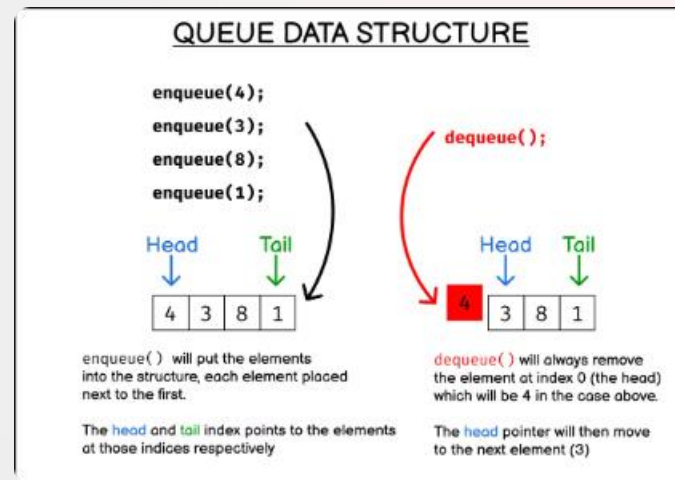 QUEUE DATA STRUCTURE
enqueue(4);
enqueue(3);
enqueue(8);
enqueue(1);
Head
Tail
4 3 8 1
enqueue() will put the elements
into the structure, each element placed
next to the first.
The head and tail index points to the elements
at those indices respectively
dequeue();
Head
Tail
4 3 8 1
dequeue() will always remove
the element at index 0 (the head)
which will be 4 in the case above.
The head pointer will then move
to the next element (3)